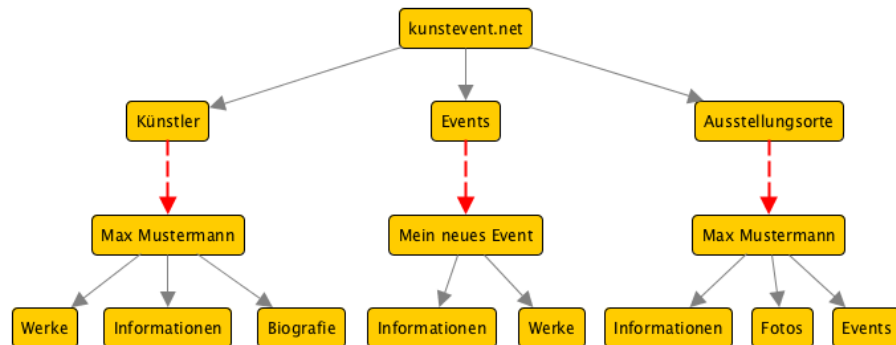 kunstevent.net
Künstler
Events
Ausstellungsorte
Max Mustermann
Mein neues Event
Max Mustermann
Werke
Informationen
Biografie
Informationen
Werke
Informationen
Fotos
Events